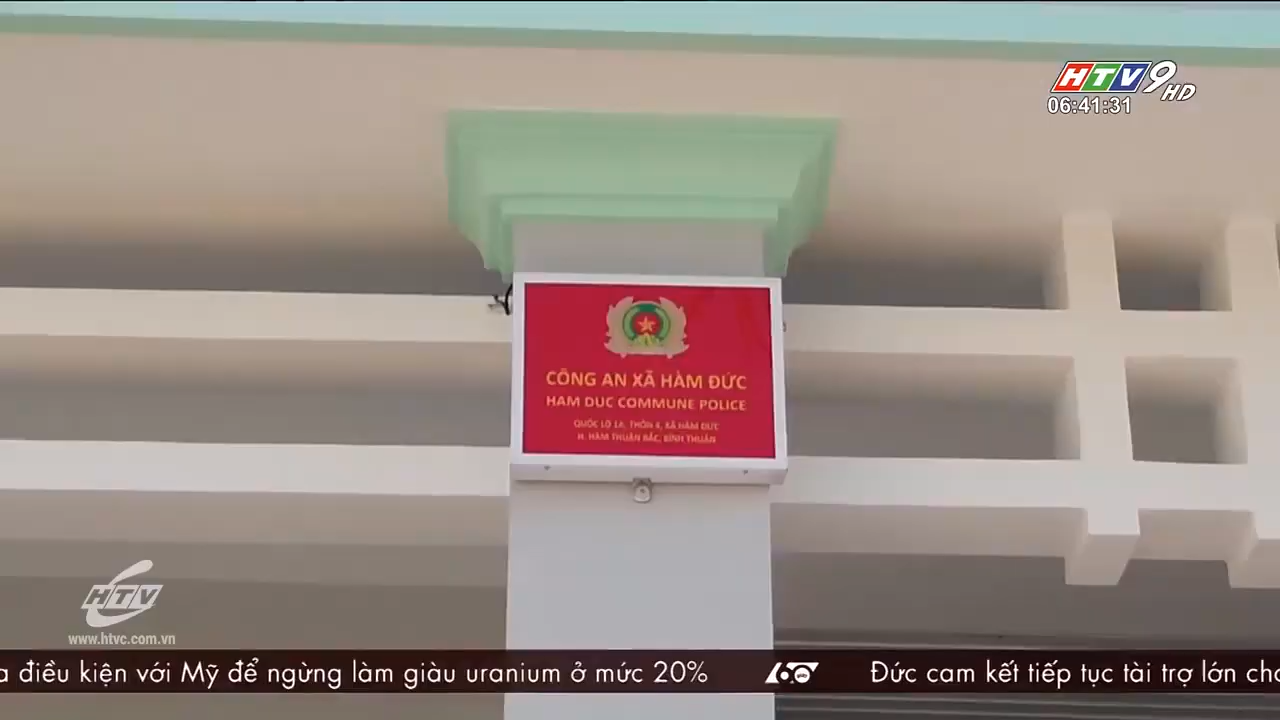 HTV9 HD
06:41:31
CÔNG AN XÃ HÀM ĐỨC
HAM DUC COMMUNE POLICE
QUỐC LỘ 1A, THÔN 4, XÃ HÀM ĐỨC
H. HÀM THUẬN BẮC, BÌNH THUẬN
HTV
www.htvc.com.vn
điều kiện với Mỹ để ngừng làm giàu uranium ở mức 20% 60 giây Đức cam kết tiếp tục tài trợ lớn